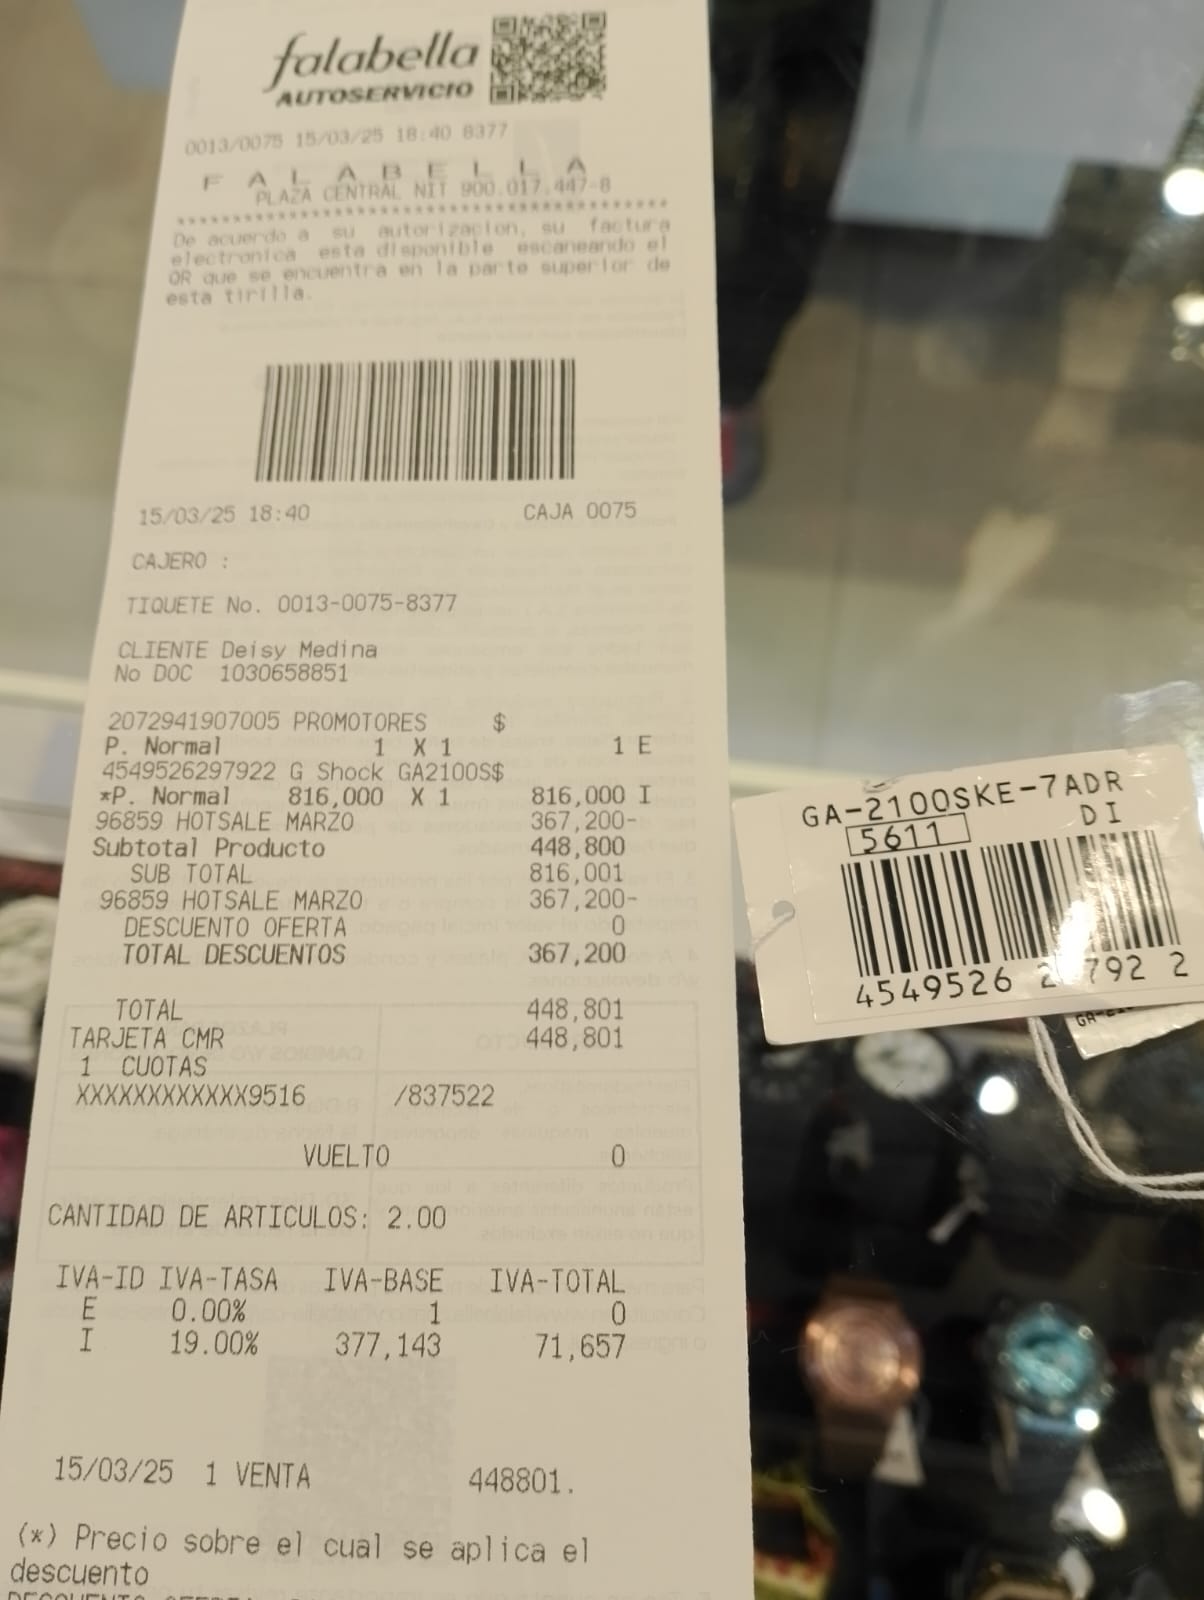 falabella
AUTOSERVICIO
0013/0075 15/03/25 18:40 8377
F A L A B E L L A
PLAZA CENTRAL NIT 900.017.447-8
****************************************
De acuerdo a su autorizacion, su factura
electronica esta disponible escaneando el
QR que se encuentra en la parte superior de
esta tirilla.
15/03/25 18:40 CAJA 0075
CAJERO :
TIQUETE No. 0013-0075-8377
CLIENTE Deisy Medina
No DOC 1030658851
2072941907005 PROMOTORES $
P. Normal 1 X 1 1 E
4549526297922 G Shock GA2100S$
*P. Normal 816,000 X 1 816,000 I
96859 HOTSALE MARZO 367,200-
Subtotal Producto 448,800
SUB TOTAL 816,001
96859 HOTSALE MARZO 367,200-
DESCUENTO OFERTA 0
TOTAL DESCUENTOS 367,200
TOTAL 448,801
TARJETA CMR 448,801
1 CUOTAS
XXXXXXXXXXXX9516 /837522
VUELTO 0
CANTIDAD DE ARTICULOS: 2.00
IVA-ID IVA-TASA IVA-BASE IVA-TOTAL
E 0.00% 1 0
I 19.00% 377,143 71,657
15/03/25 1 VENTA 448801.
(*) Precio sobre el cual se aplica el
descuento
GA-2100SKE-7ADR
5611 DI
4549526 2 792 2